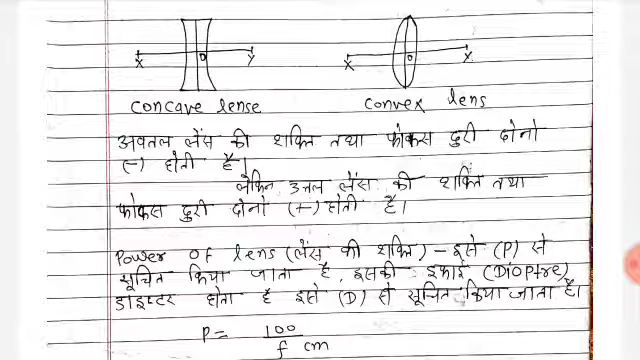 X Y X X
concave lense convex lens
अवतल लेंस की शक्ति तथा फोकस दुरी दोनो
(-) होती है।
लेकिन उत्तल लेंस की शक्ति तथा
फोकस दुरी दोनो (+) होती है।
Power of lens (लेंस की शक्ति) - इसे (P) से
सूचित किया जाता है, इसकी इकाई (Dioptre)
डाइप्टर होता है इसे (D) से सूचित किया जाता है।
P = 100
f cm